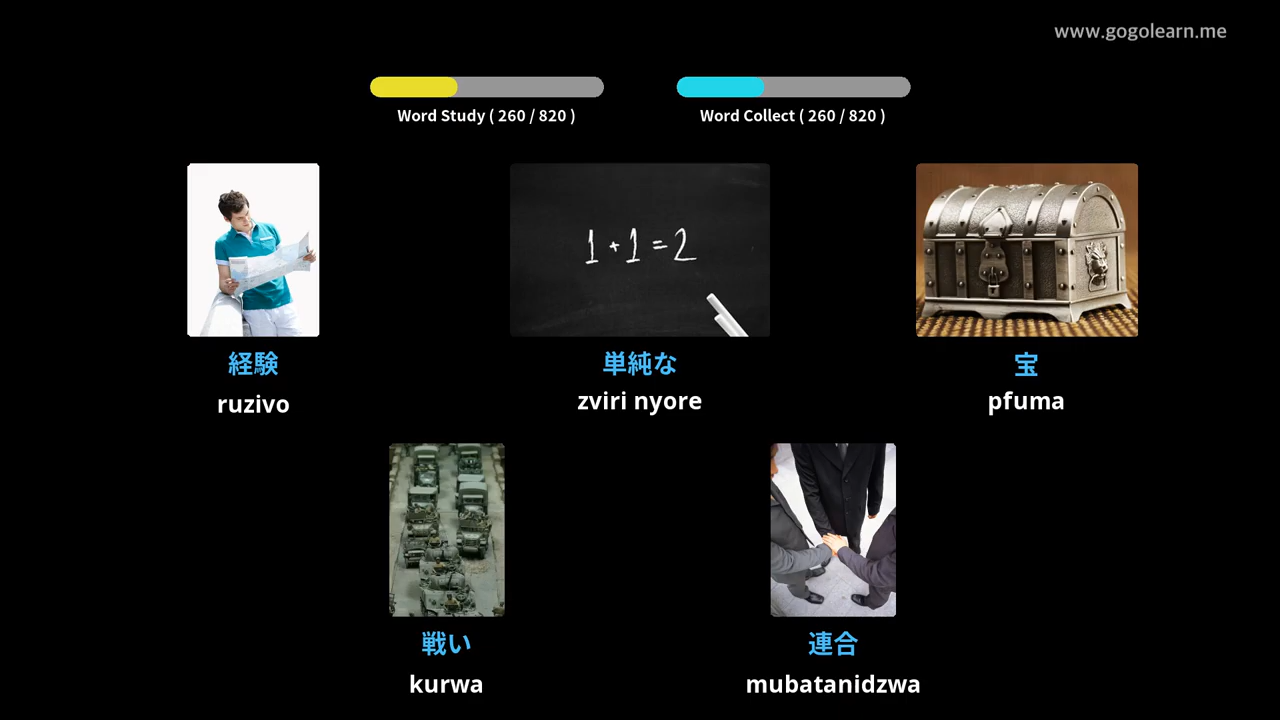 www.gogolearn.me
Word Study ( 260 / 820 )
Word Collect ( 260 / 820 )
1 + 1 = 2
経験
ruzivo
単純な
zviri nyore
宝
pfuma
戦い
kurwa
連合
mubatanidzwa